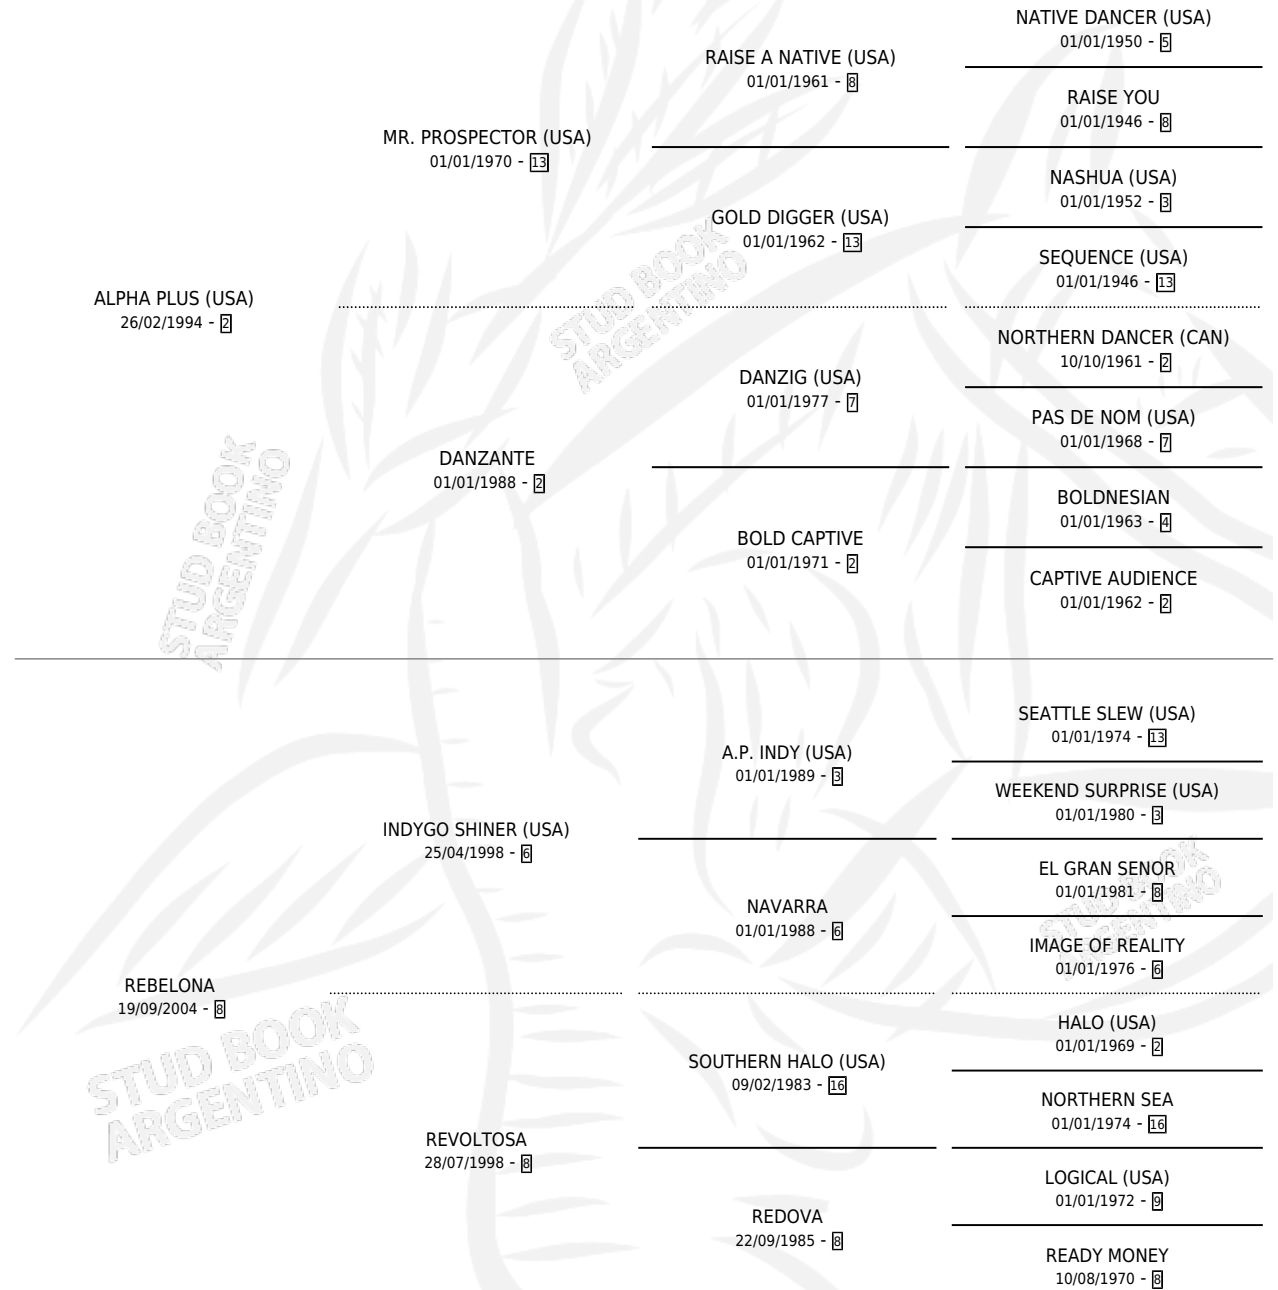 NATIVE DANCER (USA)
01/01/1950 - 5
RAISE A NATIVE (USA)
01/01/1961 - 8
RAISE YOU
01/01/1946 - 8
MR. PROSPECTOR (USA)
01/01/1970 - 13
NASHUA (USA)
01/01/1952 - 3
GOLD DIGGER (USA)
01/01/1962 - 13
SEQUENCE (USA)
01/01/1946 - 13
ALPHA PLUS (USA)
26/02/1994 - 2
NORTHERN DANCER (CAN)
10/10/1961 - 2
DANZIG (USA)
01/01/1977 - 7
PAS DE NOM (USA)
01/01/1968 - 7
DANZANTE
01/01/1988 - 2
BOLDNESIAN
01/01/1963 - 4
BOLD CAPTIVE
01/01/1971 - 2
CAPTIVE AUDIENCE
01/01/1962 - 2
SEATTLE SLEW (USA)
01/01/1974 - 13
A.P. INDY (USA)
01/01/1989 - 3
WEEKEND SURPRISE (USA)
01/01/1980 - 3
INDYGO SHINER (USA)
25/04/1998 - 6
EL GRAN SENOR
01/01/1981 - 8
NAVARRA
01/01/1988 - 6
IMAGE OF REALITY
01/01/1976 - 6
REBELONA
19/09/2004 - 8
HALO (USA)
01/01/1969 - 2
SOUTHERN HALO (USA)
09/02/1983 - 16
NORTHERN SEA
01/01/1974 - 16
REVOLTOSA
28/07/1998 - 8
LOGICAL (USA)
01/01/1972 - 9
REDOVA
22/09/1985 - 8
READY MONEY
10/08/1970 - 8
STUD BOOK
ARGENTINO
STUD BOOK
ARGENTINO
STUD BOOK
ARGENTINO
STUD BOOK
ARGENTINO